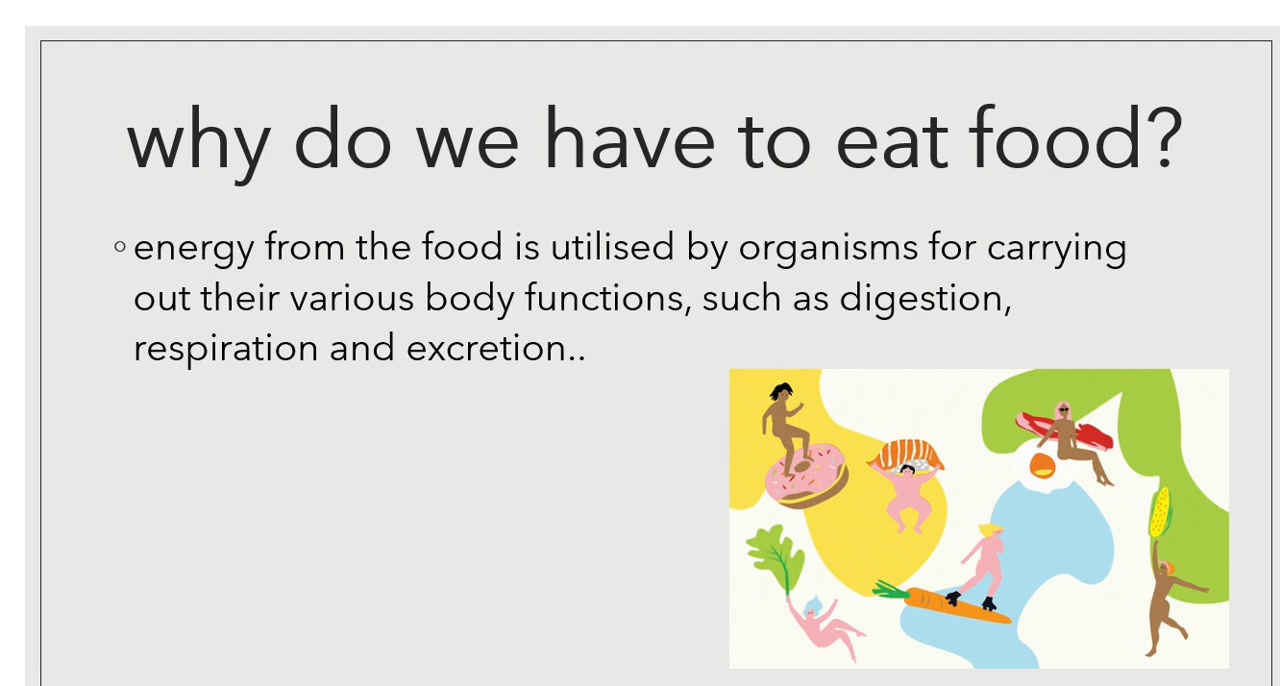 why do we have to eat food?
◦ energy from the food is utilised by organisms for carrying
out their various body functions, such as digestion,
respiration and excretion..